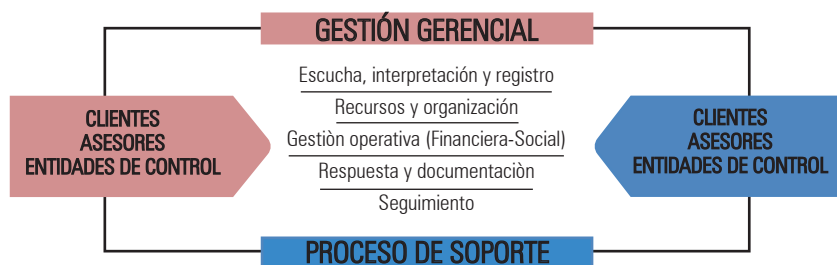 GESTIÓN GERENCIAL
CLIENTES
ASESORES
ENTIDADES DE CONTROL
Escucha, interpretación y registro
Recursos y organización
Gestiòn operativa (Financiera-Social)
Respuesta y documentaciòn
Seguimiento
CLIENTES
ASESORES
ENTIDADES DE CONTROL
PROCESO DE SOPORTE